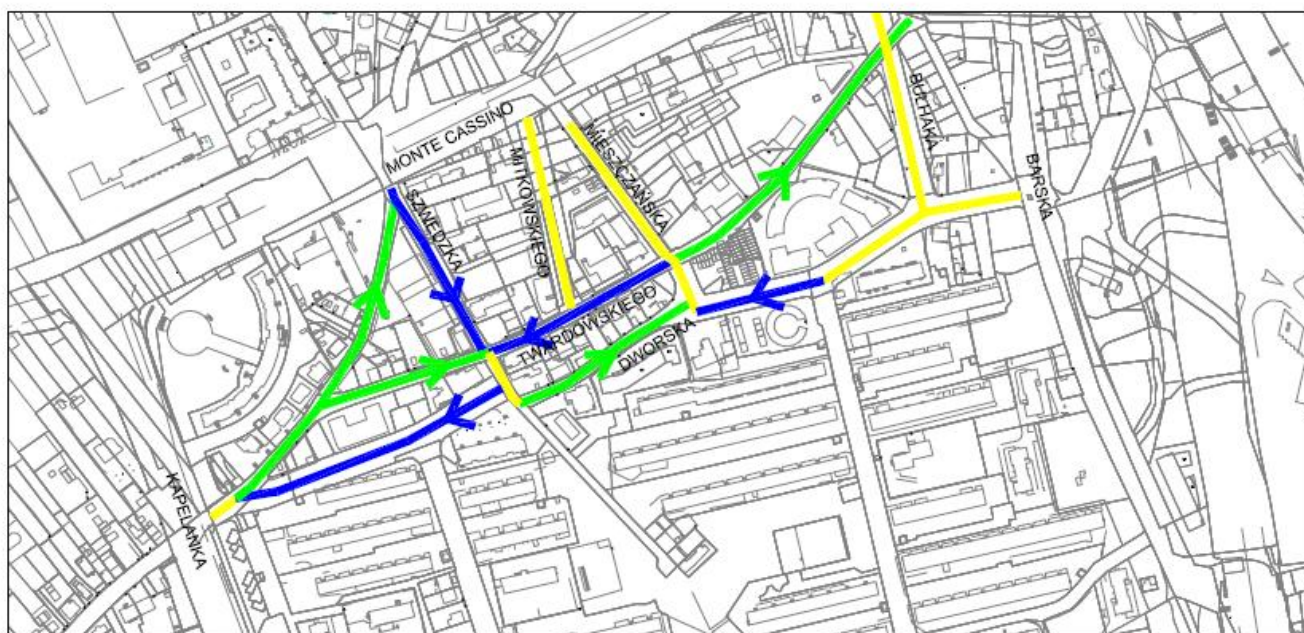 MONTE CASSINO
SZWEDZKA
MITKOWSKIEGO
MIESZCZAŃSKA
BUŁHAKA
BARSKA
TWARDOWSKIEGO
DWORSKA
KAPELANKA